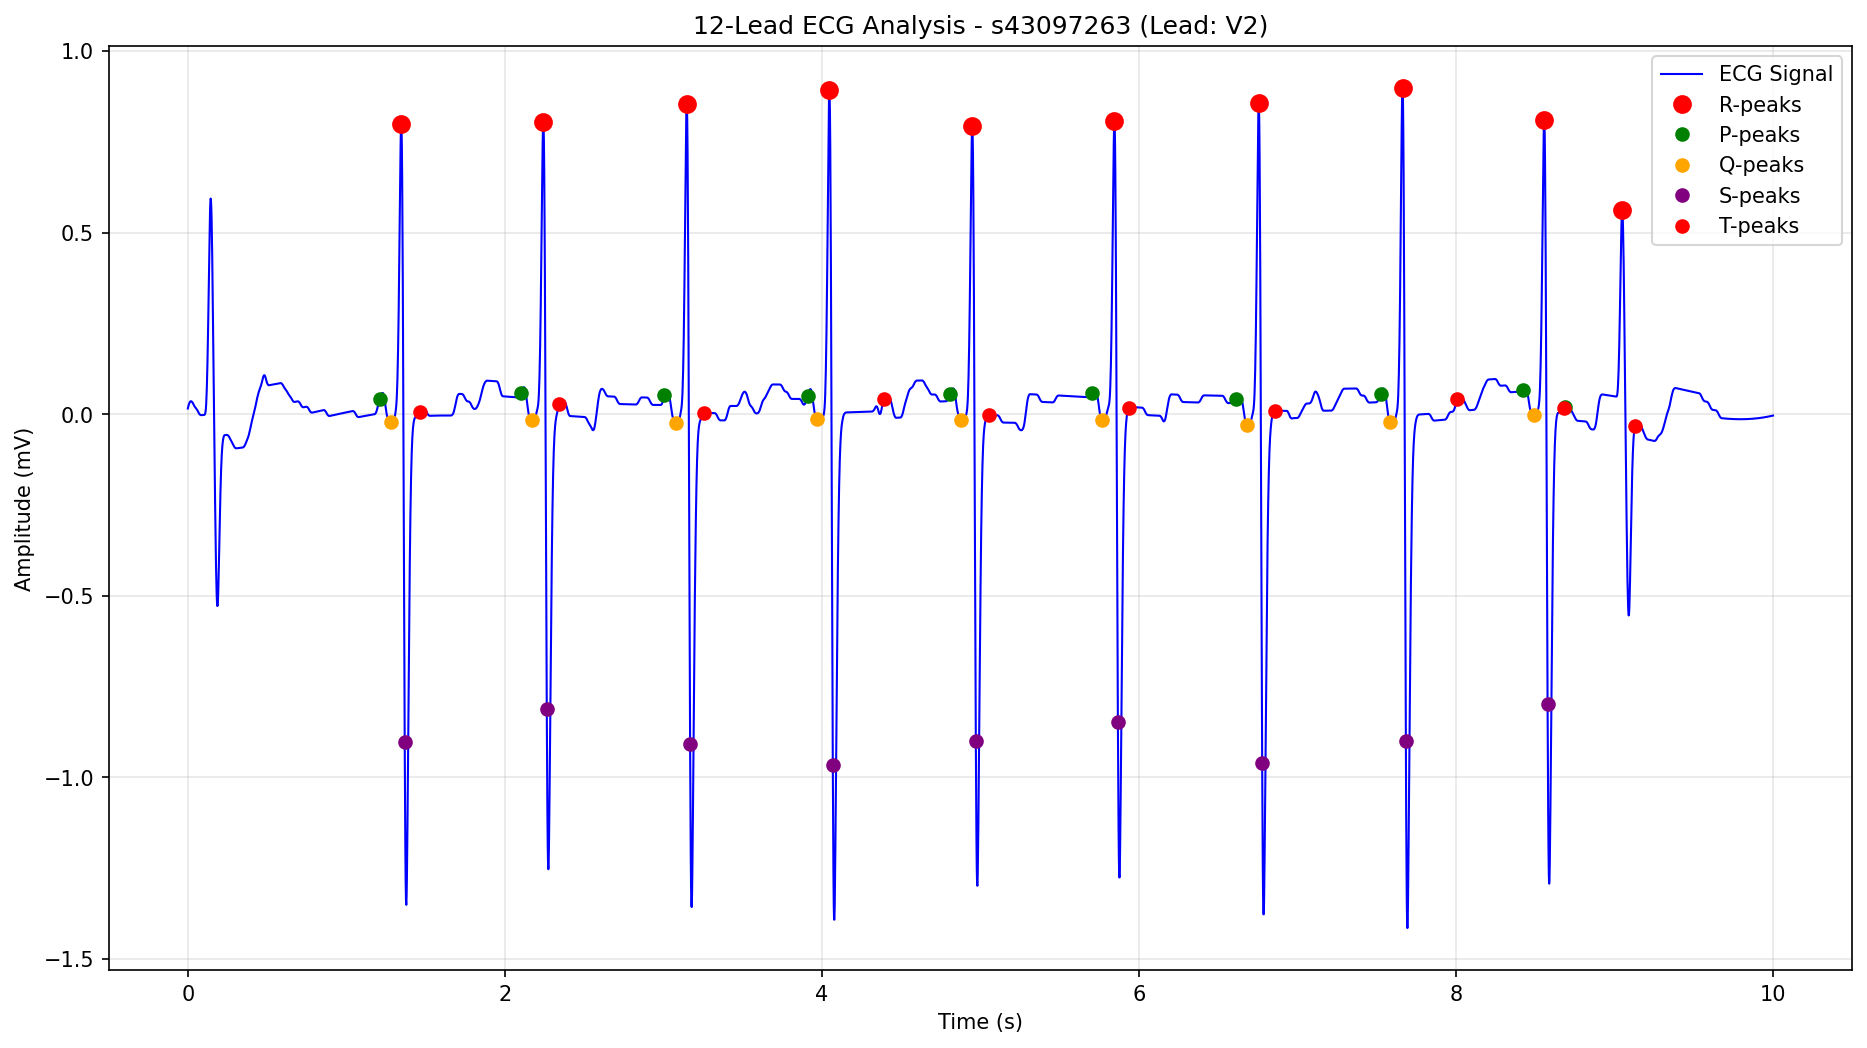 12-Lead ECG Analysis - s43097263 (Lead: V2)
ECG Signal
R-peaks
P-peaks
Q-peaks
S-peaks
T-peaks
1.0
0.5
0.0
−0.5
−1.0
−1.5
Amplitude (mV)
0 2 4 6 8 10
Time (s)